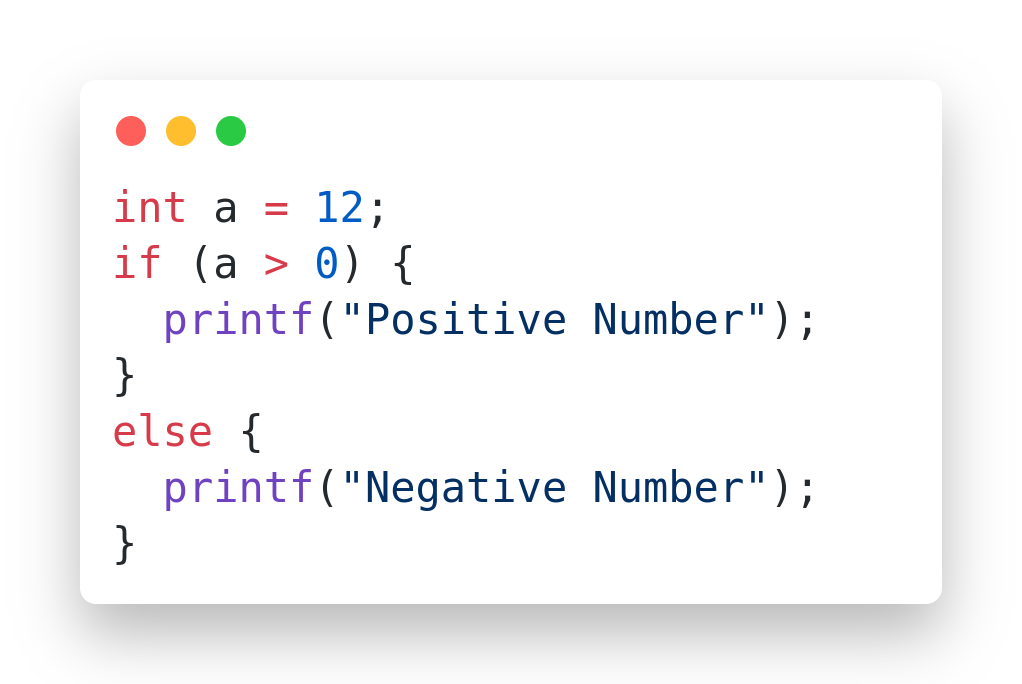 int a = 12;
if (a > 0) {
  printf("Positive Number");
}
else {
  printf("Negative Number");
}